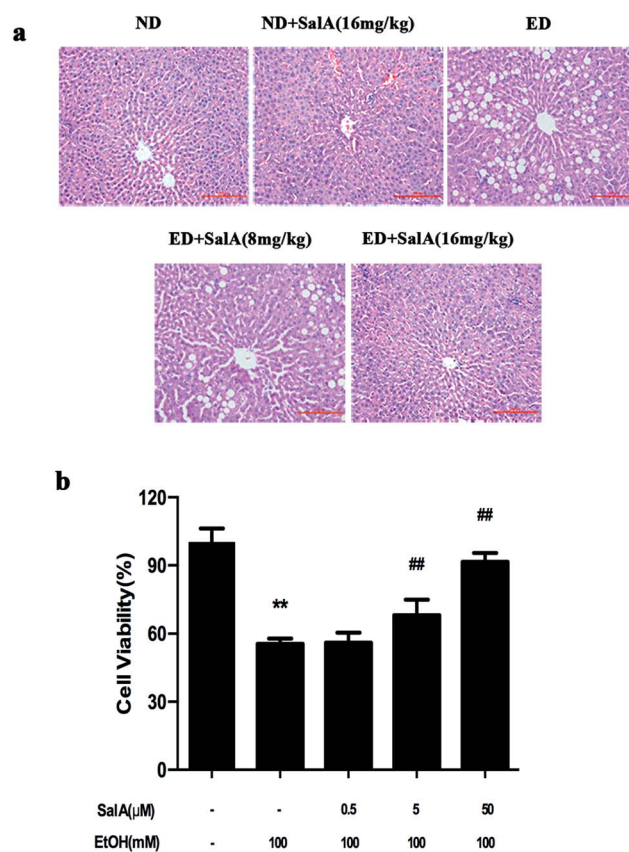 a
ND ND+SalA(16mg/kg) ED
ED+SalA(8mg/kg) ED+SalA(16mg/kg)
b
Cell Viability(%)
120
90
60
30
0
** ## ##
SalA(μM) - - 0.5 5 50
EtOH(mM) - 100 100 100 100